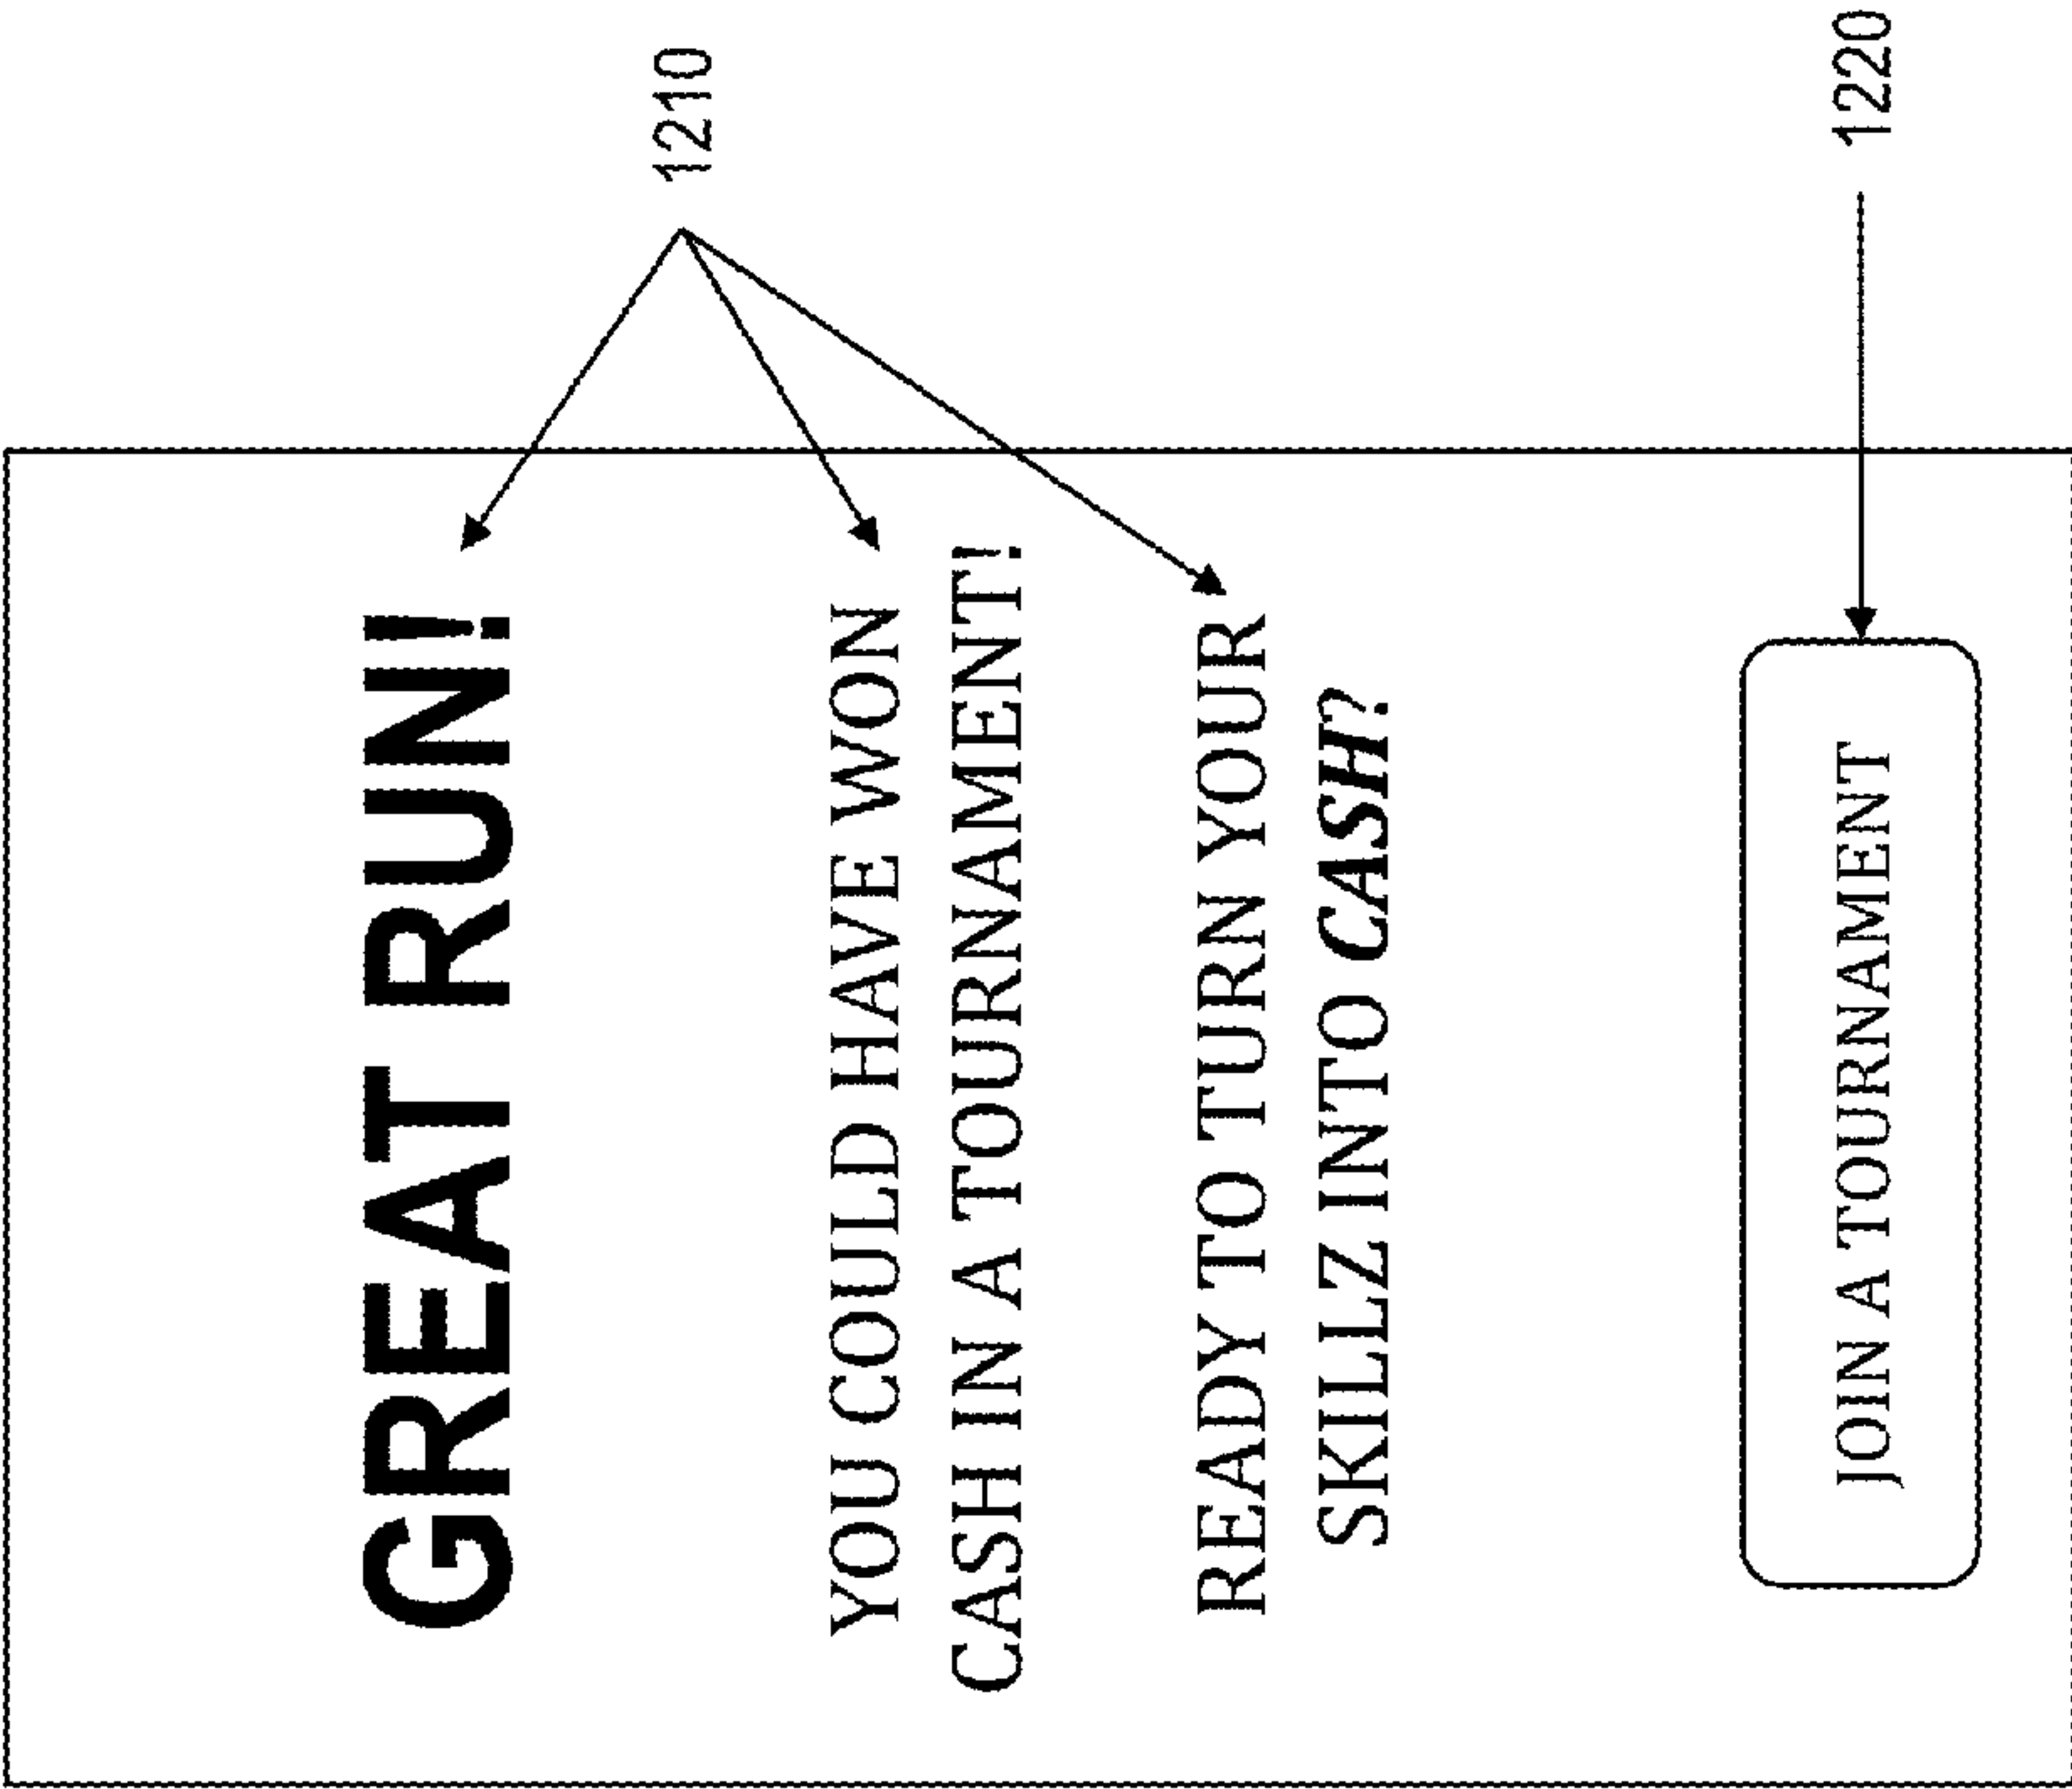 GREAT RUN!
1210
YOU COULD HAVE WON
CASH IN A TOURNAMENT!
READY TO TURN YOUR
SKILLZ INTO CASH?
JOIN A TOURNAMENT
1220